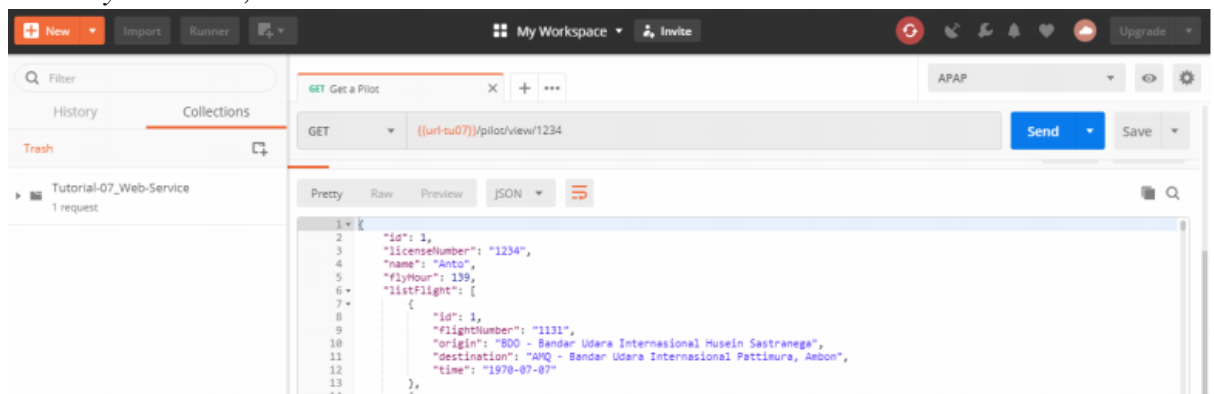 New Import Runner My Workspace Invite Upgrade
Filter
History Collections
Trash
Tutorial-07_Web-Service
1 request
GET Get a Pilot
APAP
GET {{url-tu07}}/pilot/view/1234 Send Save
Pretty Raw Preview JSON
1 {
2 "id": 1,
3 "licenseNumber": "1234",
4 "name": "Anto",
5 "flyHour": 139,
6 "listFlight": [
7 {
8 "id": 1,
9 "flightNumber": "1131",
10 "origin": "BDO - Bandar Udara Internasional Husein Sastranega",
11 "destination": "AMQ - Bandar Udara Internasional Pattimura, Ambon",
12 "time": "1970-07-07"
13 },